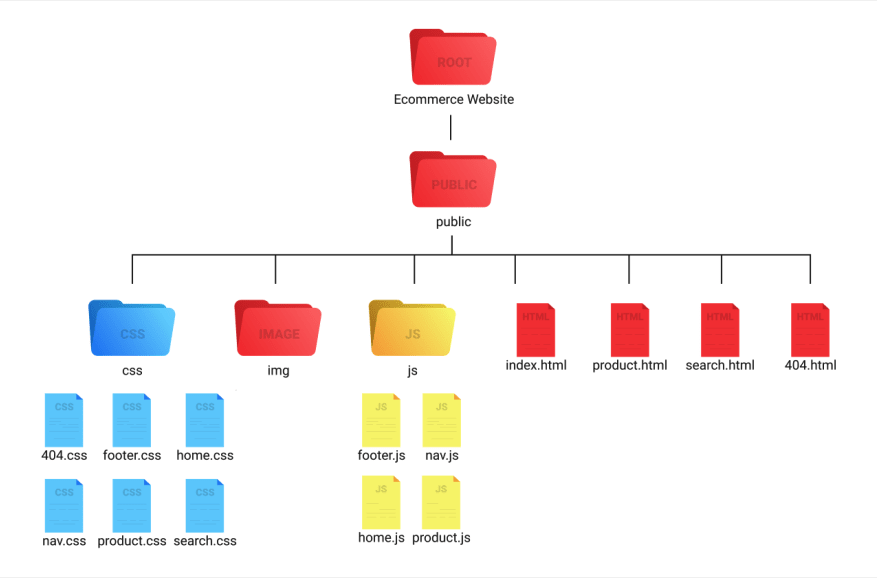 ROOT
Ecommerce Website
PUBLIC
public
CSS
IMAGE
JS
HTML
HTML
HTML
HTML
css
img
js
index.html
product.html
search.html
404.html
CSS
CSS
CSS
JS
JS
404.css
footer.css
home.css
footer.js
nav.js
CSS
CSS
CSS
JS
JS
nav.css
product.css
search.css
home.js
product.js